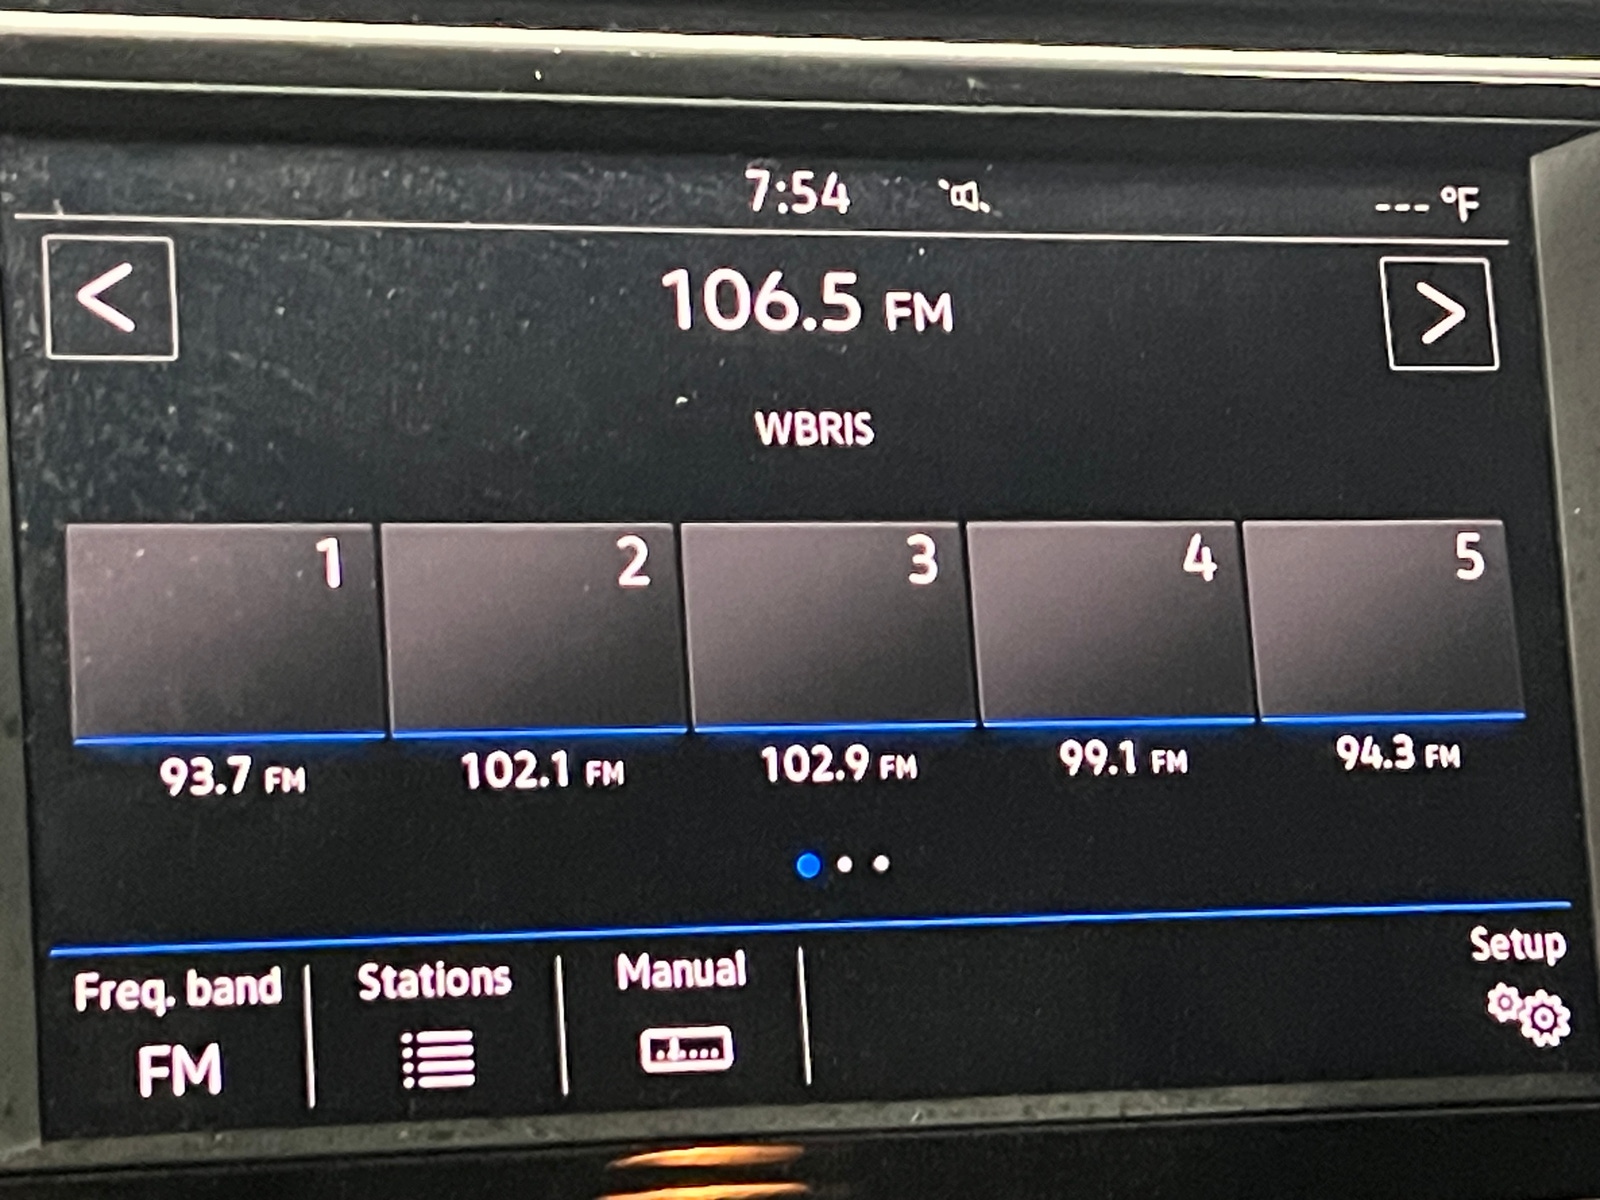 7:54 --- °F
< 106.5 FM >
WBRIS
1 2 3 4 5
93.7 FM 102.1 FM 102.9 FM 99.1 FM 94.3 FM
Freq. band Stations Manual Setup
FM